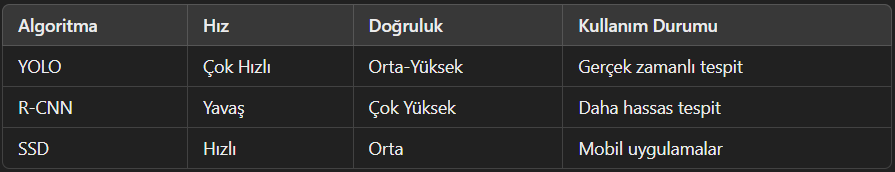 Algoritma Hız Doğruluk Kullanım Durumu
YOLO Çok Hızlı Orta-Yüksek Gerçek zamanlı tespit
R-CNN Yavaş Çok Yüksek Daha hassas tespit
SSD Hızlı Orta Mobil uygulamalar